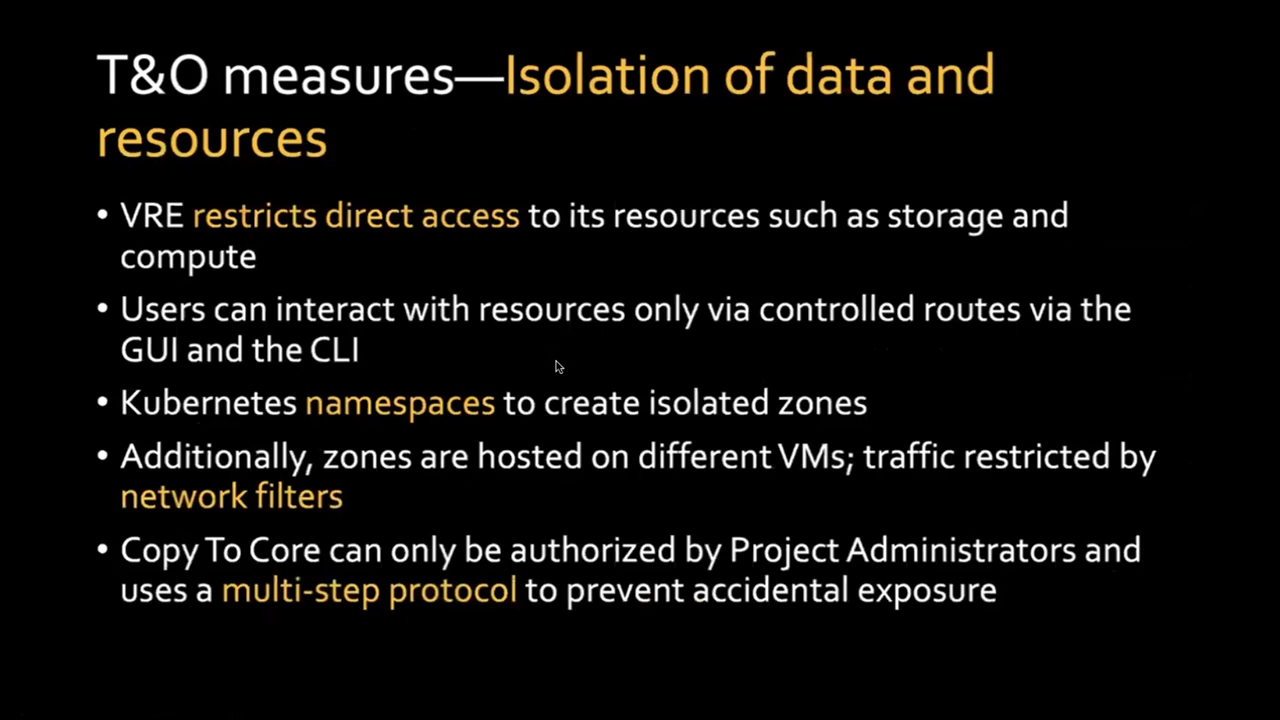 T&O measures—Isolation of data and
resources
• VRE restricts direct access to its resources such as storage and
compute
• Users can interact with resources only via controlled routes via the
GUI and the CLI
• Kubernetes namespaces to create isolated zones
• Additionally, zones are hosted on different VMs; traffic restricted by
network filters
• Copy To Core can only be authorized by Project Administrators and
uses a multi-step protocol to prevent accidental exposure